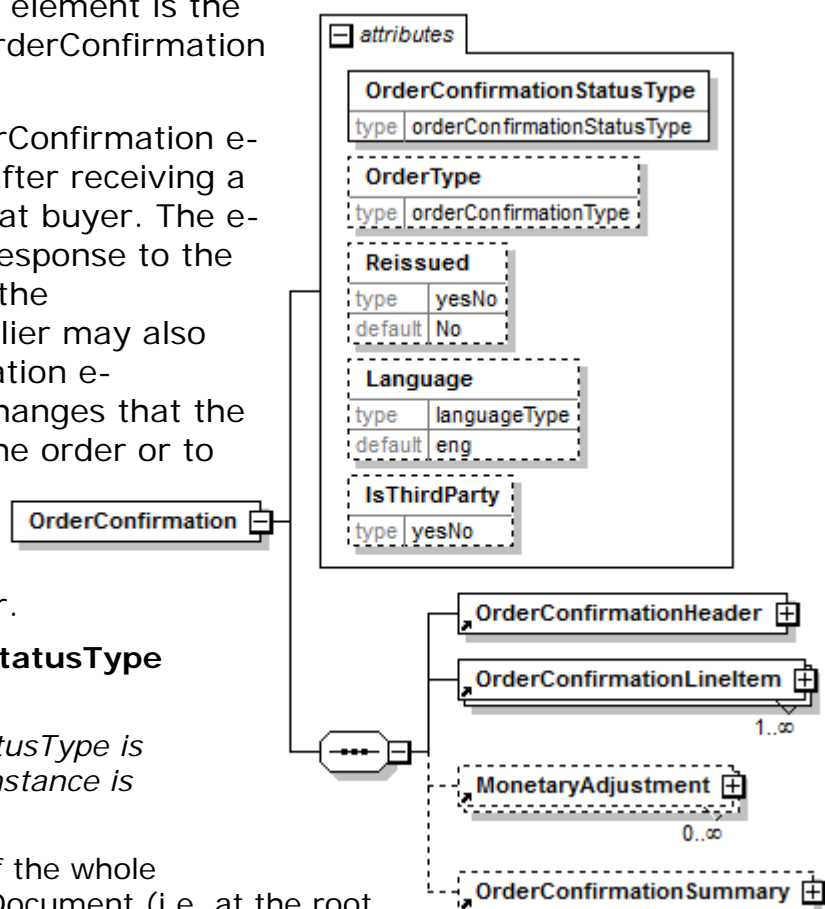 element is the
rderConfirmation
rConfirmation e-
fter receiving a
at buyer. The e-
esponse to the
the
lier may also
ation e-
hanges that the
ne order or to
r.
tatusType
tusType is
nstance is
f the whole
Document (i.e. at the root
attributes
OrderConfirmationStatusType
type orderConfirmationStatusType
OrderType
type orderConfirmationType
Reissued
type yesNo
default No
Language
type languageType
default eng
IsThirdParty
type yesNo
OrderConfirmation
OrderConfirmationHeader
OrderConfirmationLineItem
1..∞
MonetaryAdjustment
0..∞
OrderConfirmationSummary